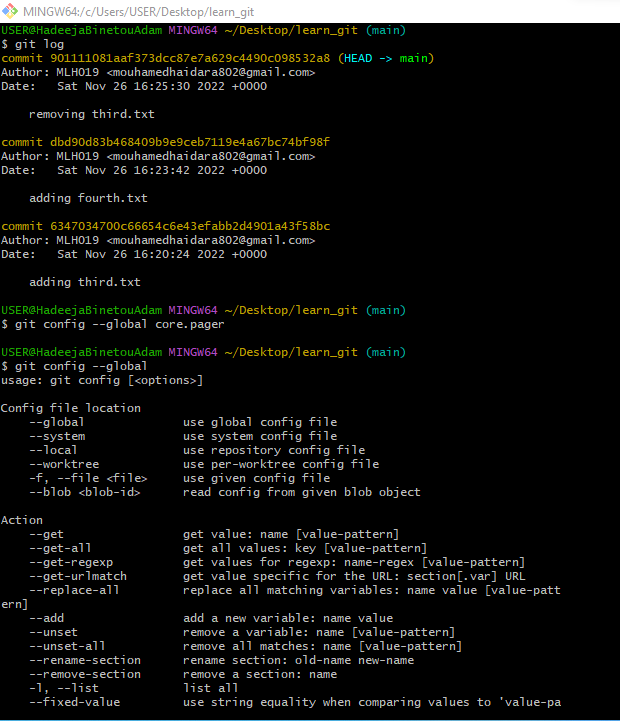 MINGW64:/c/Users/USER/Desktop/learn_git
USER@HadeejaBinetouAdam MINGW64 ~/Desktop/learn_git (main)
$ git log
commit 901111081aaf373dcc87e7a629c4490c098532a8 (HEAD -> main)
Author: MLH019 <mouhamedhaidara802@gmail.com>
Date:   Sat Nov 26 16:25:30 2022 +0000

    removing third.txt

commit dbd90d83b468409b9e9ceb7119e4a67bc74bf98f
Author: MLH019 <mouhamedhaidara802@gmail.com>
Date:   Sat Nov 26 16:23:42 2022 +0000

    adding fourth.txt

commit 6347034700c66654c6e43efabb2d4901a43f58bc
Author: MLH019 <mouhamedhaidara802@gmail.com>
Date:   Sat Nov 26 16:20:24 2022 +0000

    adding third.txt

USER@HadeejaBinetouAdam MINGW64 ~/Desktop/learn_git (main)
$ git config --global core.pager

USER@HadeejaBinetouAdam MINGW64 ~/Desktop/learn_git (main)
$ git config --global
usage: git config [<options>]

Config file location
    --global              use global config file
    --system              use system config file
    --local               use repository config file
    --worktree            use per-worktree config file
    -f, --file <file>     use given config file
    --blob <blob-id>      read config from given blob object

Action
    --get                 get value: name [value-pattern]
    --get-all             get all values: key [value-pattern]
    --get-regexp          get values for regexp: name-regex [value-pattern]
    --get-urlmatch        get value specific for the URL: section[.var] URL
    --replace-all         replace all matching variables: name value [value-patt
ern]
    --add                 add a new variable: name value
    --unset               remove a variable: name [value-pattern]
    --unset-all           remove all matches: name [value-pattern]
    --rename-section      rename section: old-name new-name
    --remove-section      remove a section: name
    -l, --list            list all
    --fixed-value         use string equality when comparing values to 'value-pa